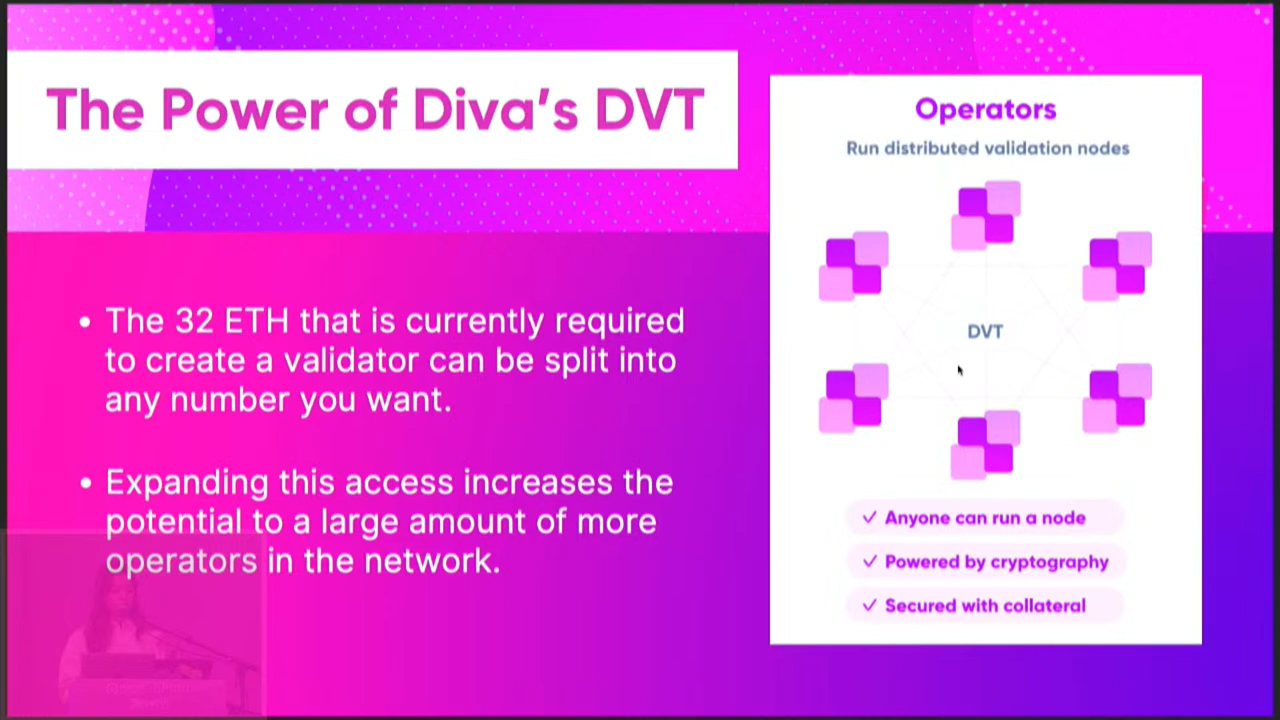 The Power of Diva's DVT
• The 32 ETH that is currently required
to create a validator can be split into
any number you want.
• Expanding this access increases the
potential to a large amount of more
operators in the network.
Operators
Run distributed validation nodes
DVT
✓ Anyone can run a node
✓ Powered by cryptography
✓ Secured with collateral